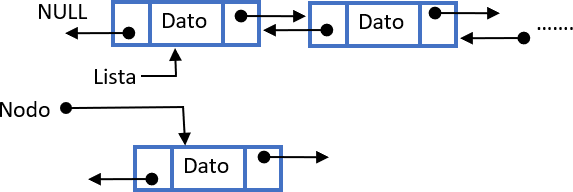 NULL
Dato
Dato
.......
Lista
Nodo
Dato